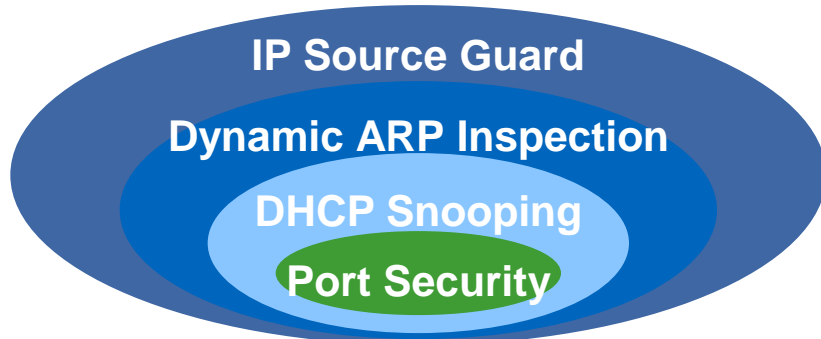 IP Source Guard
Dynamic ARP Inspection
DHCP Snooping
Port Security